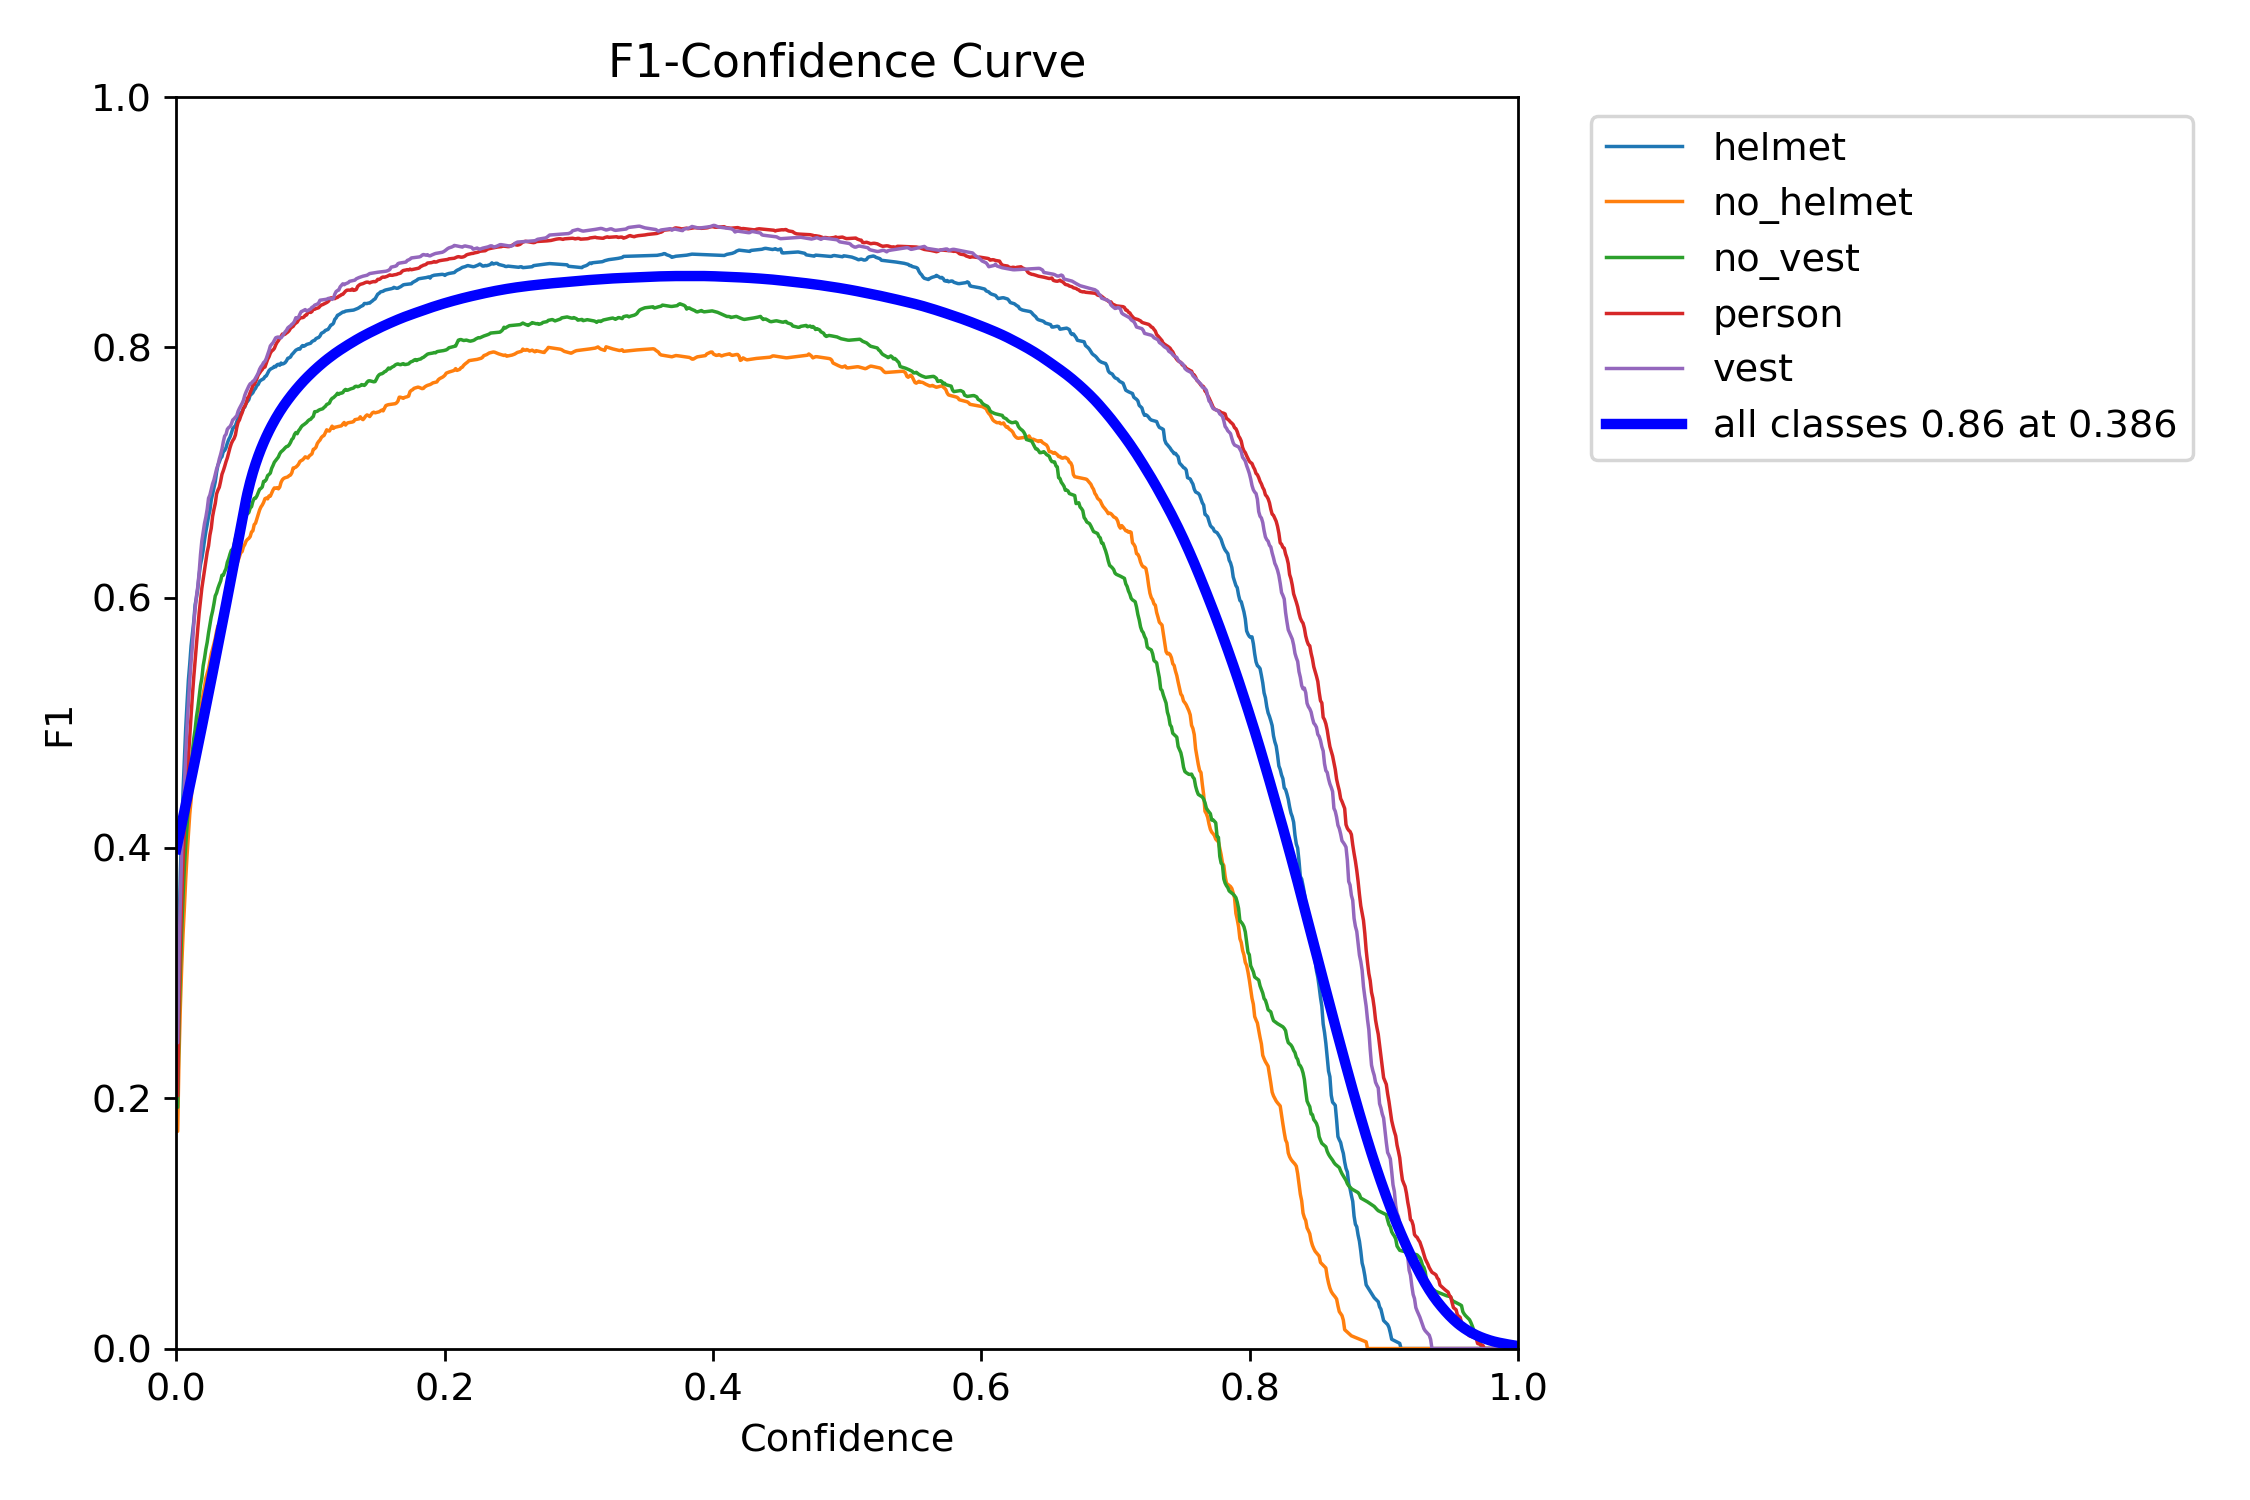 F1-Confidence Curve
1.0
0.8
0.6
0.4
0.2
0.0
F1
0.0 0.2 0.4 0.6 0.8 1.0
Confidence
helmet
no_helmet
no_vest
person
vest
all classes 0.86 at 0.386